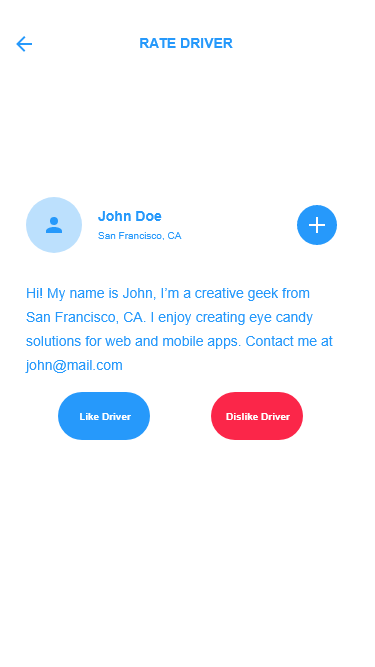 RATE DRIVER
John Doe
San Francisco, CA
Hi! My name is John, I'm a creative geek from
San Francisco, CA. I enjoy creating eye candy
solutions for web and mobile apps. Contact me at
john@mail.com
Like Driver
Dislike Driver